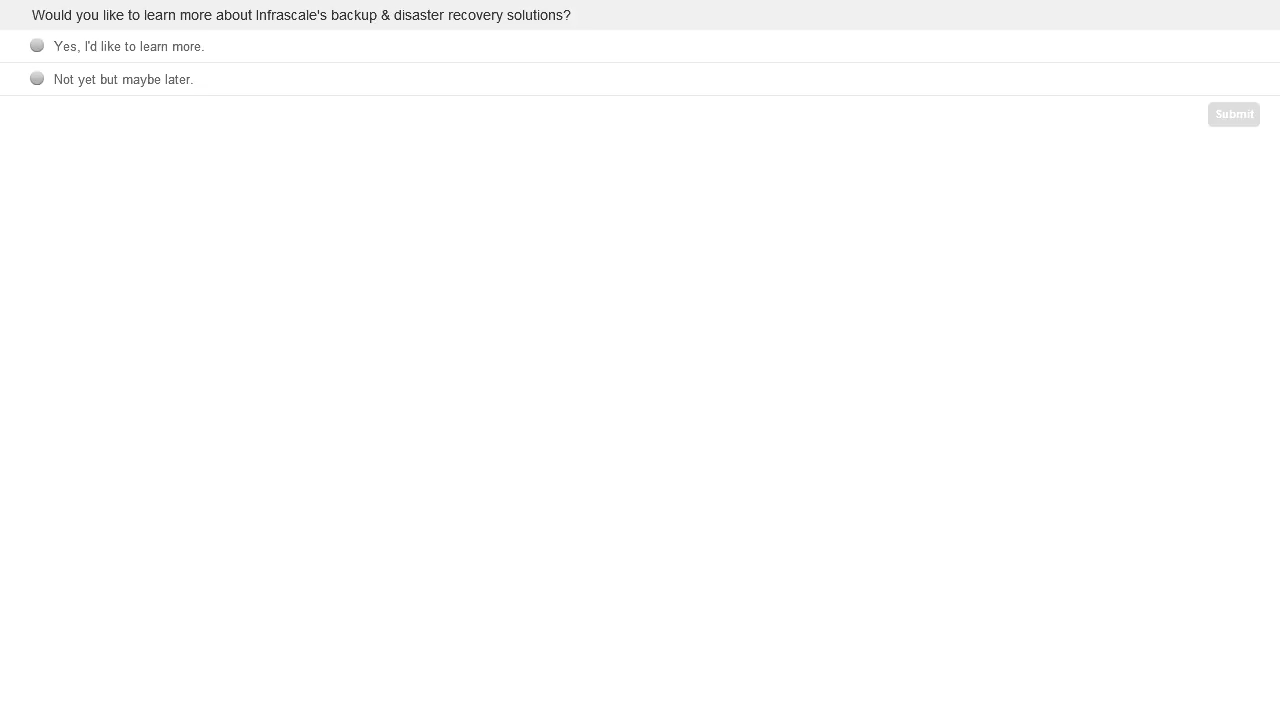 Would you like to learn more about Infrascale's backup & disaster recovery solutions?
Yes, I'd like to learn more.
Not yet but maybe later.
Submit